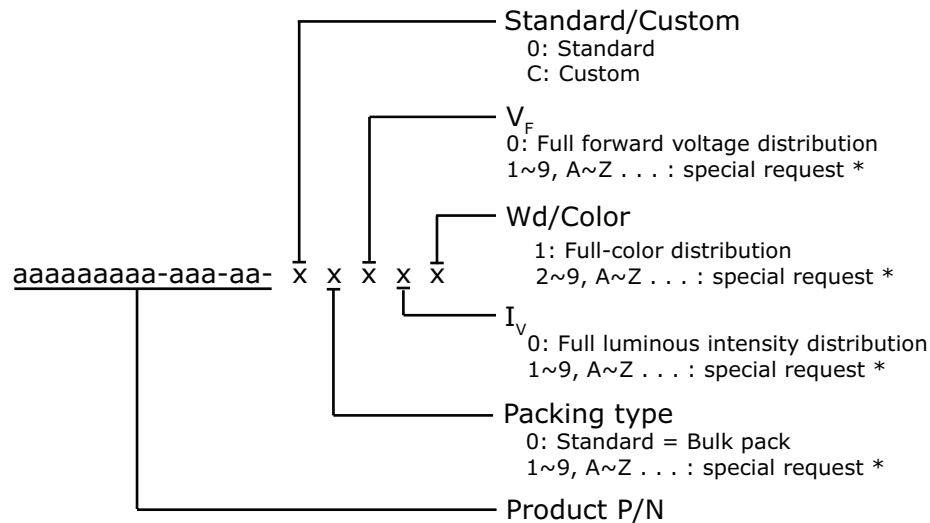 Standard/Custom
0: Standard
C: Custom
VF
0: Full forward voltage distribution
1~9, A~Z . . . : special request *
Wd/Color
1: Full-color distribution
2~9, A~Z . . . : special request *
aaaaaaaaa-aaa-aa- x x x x x
IV
0: Full luminous intensity distribution
1~9, A~Z . . . : special request *
Packing type
0: Standard = Bulk pack
1~9, A~Z . . . : special request *
Product P/N